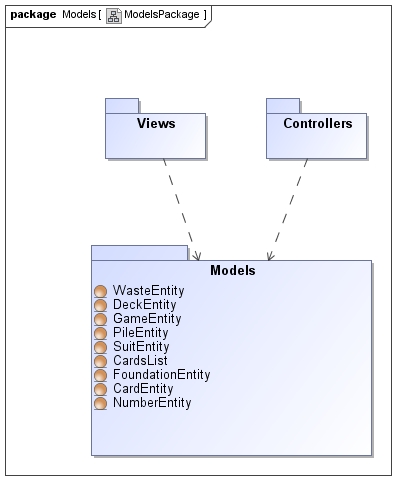 package Models [ ModelsPackage ]
Views
Controllers
Models
WasteEntity
DeckEntity
GameEntity
PileEntity
SuitEntity
CardsList
FoundationEntity
CardEntity
NumberEntity